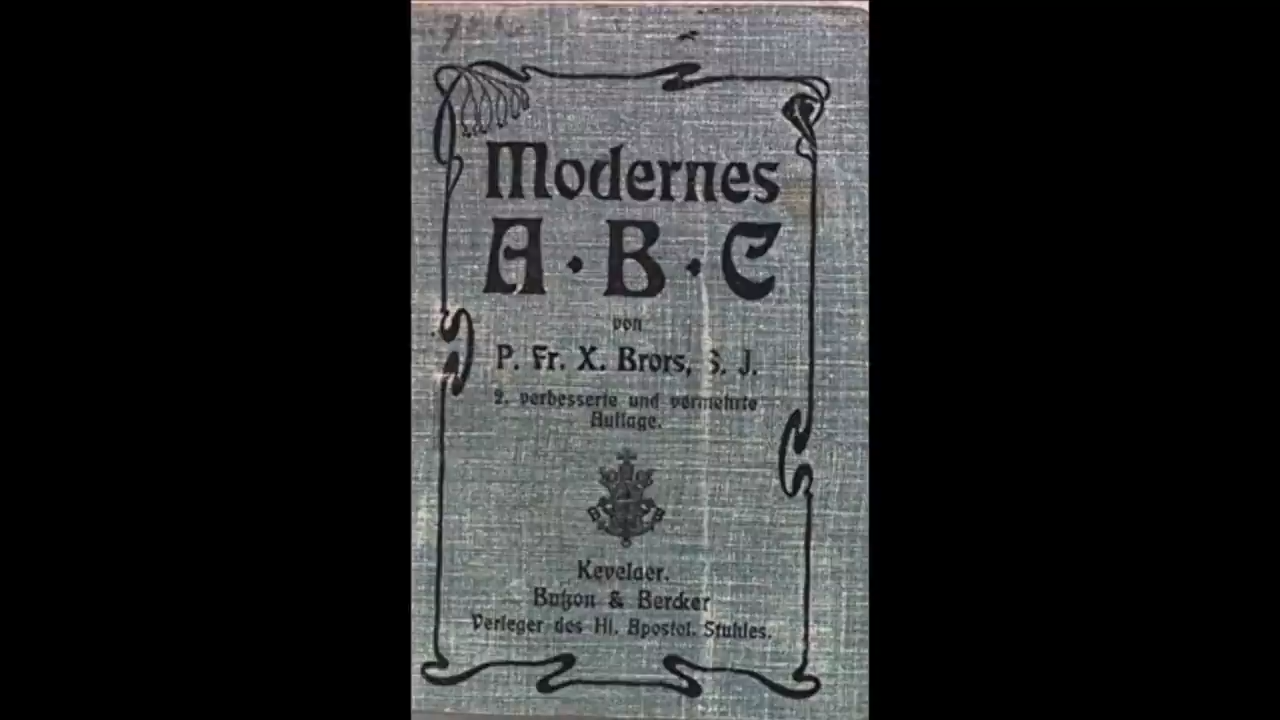 Modernes
A·B·C
von
P. Fr. X. Brors, S. J.
2. verbesserte und vermehrte
Auflage.
B B
Kevelaer.
Butzon & Bercker
Verleger des Hl. Apostol. Stuhles.